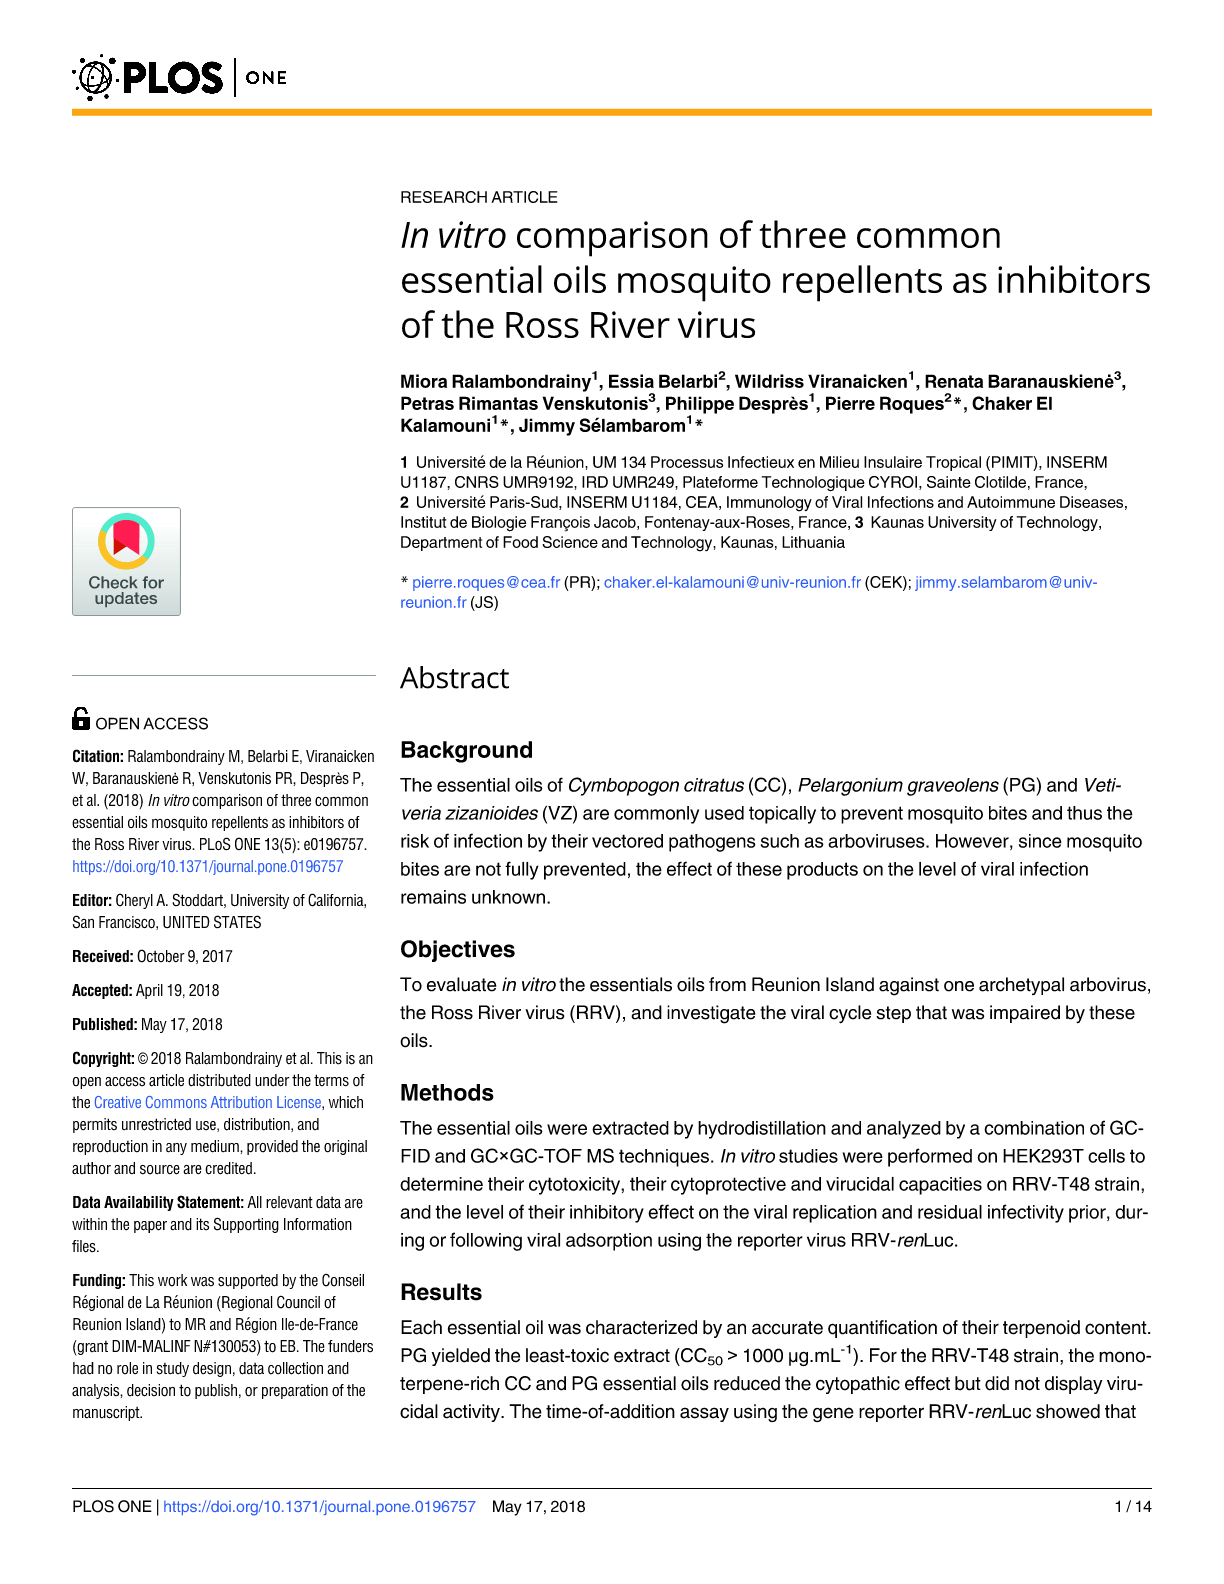 PLOS ONE
RESEARCH ARTICLE
In vitro comparison of three common
essential oils mosquito repellents as inhibitors
of the Ross River virus
Miora Ralambondrainy1, Essia Belarbi2, Wildriss Viranaicken1, Renata Baranauskienė3,
Petras Rimantas Venskutonis3, Philippe Desprès1, Pierre Roques2*, Chaker El
Kalamouni1*, Jimmy Sélambarom1*
1 Université de la Réunion, UM 134 Processus Infectieux en Milieu Insulaire Tropical (PIMIT), INSERM
U1187, CNRS UMR9192, IRD UMR249, Plateforme Technologique CYROI, Sainte Clotilde, France,
2 Université Paris-Sud, INSERM U1184, CEA, Immunology of Viral Infections and Autoimmune Diseases,
Institut de Biologie François Jacob, Fontenay-aux-Roses, France, 3 Kaunas University of Technology,
Department of Food Science and Technology, Kaunas, Lithuania
* pierre.roques@cea.fr (PR); chaker.el-kalamouni@univ-reunion.fr (CEK); jimmy.selambarom@univ-
reunion.fr (JS)
Check for
updates
OPEN ACCESS
Citation: Ralambondrainy M, Belarbi E, Viranaicken
W, Baranauskienė R, Venskutonis PR, Desprès P,
et al. (2018) In vitro comparison of three common
essential oils mosquito repellents as inhibitors of
the Ross River virus. PLoS ONE 13(5): e0196757.
https://doi.org/10.1371/journal.pone.0196757
Editor: Cheryl A. Stoddart, University of California,
San Francisco, UNITED STATES
Received: October 9, 2017
Accepted: April 19, 2018
Published: May 17, 2018
Copyright: © 2018 Ralambondrainy et al. This is an
open access article distributed under the terms of
the Creative Commons Attribution License, which
permits unrestricted use, distribution, and
reproduction in any medium, provided the original
author and source are credited.
Data Availability Statement: All relevant data are
within the paper and its Supporting Information
files.
Funding: This work was supported by the Conseil
Régional de La Réunion (Regional Council of
Reunion Island) to MR and Région Ile-de-France
(grant DIM-MALINF N#130053) to EB. The funders
had no role in study design, data collection and
analysis, decision to publish, or preparation of the
manuscript.
Abstract
Background
The essential oils of Cymbopogon citratus (CC), Pelargonium graveolens (PG) and Veti-
veria zizanioides (VZ) are commonly used topically to prevent mosquito bites and thus the
risk of infection by their vectored pathogens such as arboviruses. However, since mosquito
bites are not fully prevented, the effect of these products on the level of viral infection
remains unknown.
Objectives
To evaluate in vitro the essentials oils from Reunion Island against one archetypal arbovirus,
the Ross River virus (RRV), and investigate the viral cycle step that was impaired by these
oils.
Methods
The essential oils were extracted by hydrodistillation and analyzed by a combination of GC-
FID and GC×GC-TOF MS techniques. In vitro studies were performed on HEK293T cells to
determine their cytotoxicity, their cytoprotective and virucidal capacities on RRV-T48 strain,
and the level of their inhibitory effect on the viral replication and residual infectivity prior, dur-
ing or following viral adsorption using the reporter virus RRV-renLuc.
Results
Each essential oil was characterized by an accurate quantification of their terpenoid content.
PG yielded the least-toxic extract (CC50 > 1000 μg.mL-1). For the RRV-T48 strain, the mono-
terpene-rich CC and PG essential oils reduced the cytopathic effect but did not display viru-
cidal activity. The time-of-addition assay using the gene reporter RRV-renLuc showed that
PLOS ONE | https://doi.org/10.1371/journal.pone.0196757 May 17, 2018
1 / 14